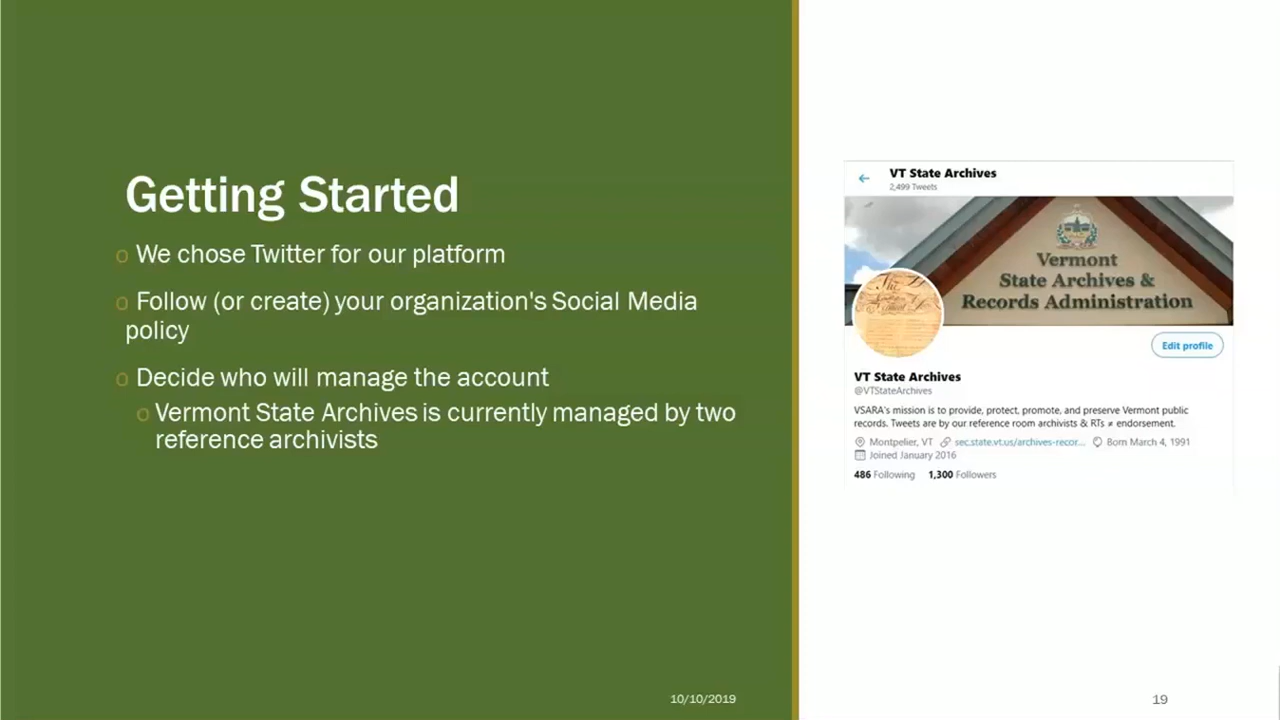 Getting Started
o We chose Twitter for our platform
o Follow (or create) your organization's Social Media
policy
o Decide who will manage the account
o Vermont State Archives is currently managed by two
reference archivists
10/10/2019
VT State Archives
2,499 Tweets
Vermont
State Archives &
Records Administration
Edit profile
VT State Archives
@VTStateArchives
VSARA's mission is to provide, protect, promote, and preserve Vermont public
records. Tweets are by our reference room archivists & RTs ≠ endorsement.
Montpelier, VT sec.state.vt.us/archives-recor... Born March 4, 1991
Joined January 2016
486 Following 1,300 Followers
19